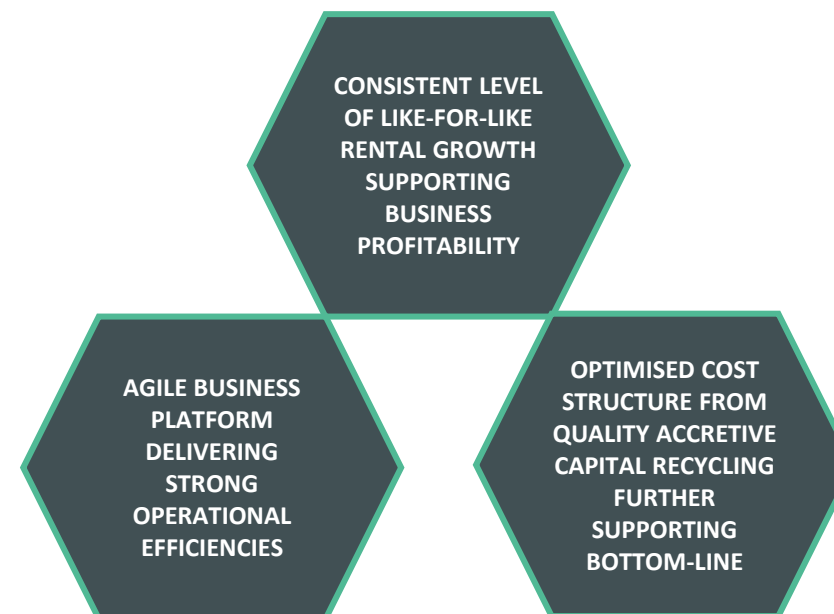 CONSISTENT LEVEL
OF LIKE-FOR-LIKE
RENTAL GROWTH
SUPPORTING
BUSINESS
PROFITABILITY
AGILE BUSINESS
PLATFORM
DELIVERING
STRONG
OPERATIONAL
EFFICIENCIES
OPTIMISED COST
STRUCTURE FROM
QUALITY ACCRETIVE
CAPITAL RECYCLING
FURTHER
SUPPORTING
BOTTOM-LINE